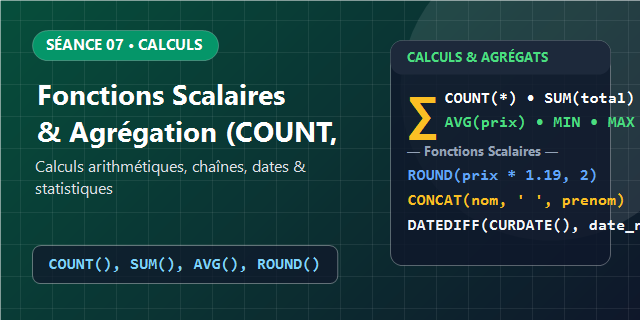 SÉANCE 07 • CALCULS
Fonctions Scalaires
& Agrégation (COUNT,
Calculs arithmétiques, chaînes, dates &
statistiques
COUNT(), SUM(), AVG(), ROUND()
CALCULS & AGRÉGATS
∑
COUNT(*) • SUM(total)
AVG(prix) • MIN • MAX
— Fonctions Scalaires —
ROUND(prix * 1.19, 2)
CONCAT(nom, ' ', prenom)
DATEDIFF(CURDATE(), date_n